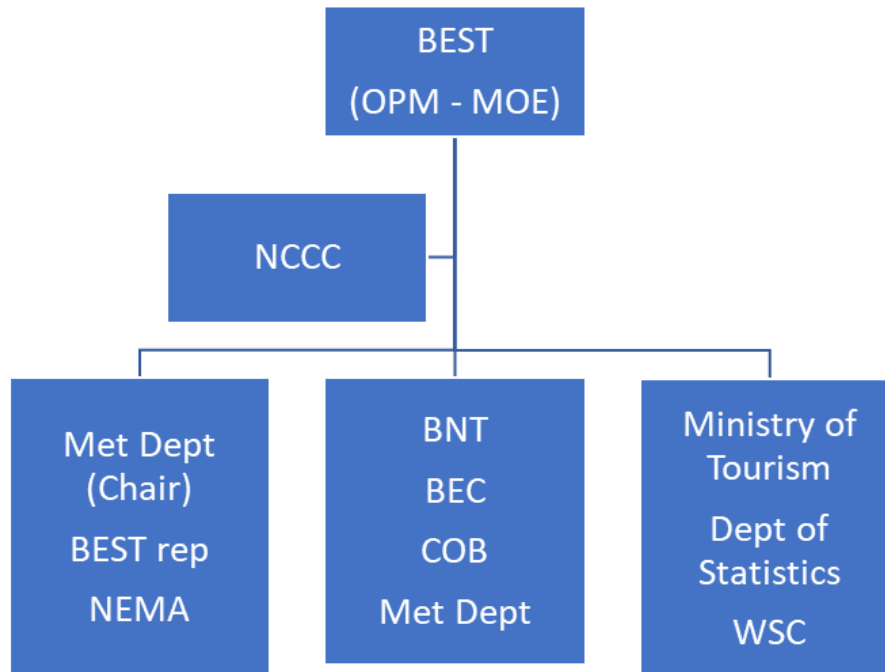 BEST
(OPM - MOE)
NCCC
Met Dept
(Chair)
BEST rep
NEMA
BNT
BEC
COB
Met Dept
Ministry of
Tourism
Dept of
Statistics
WSC